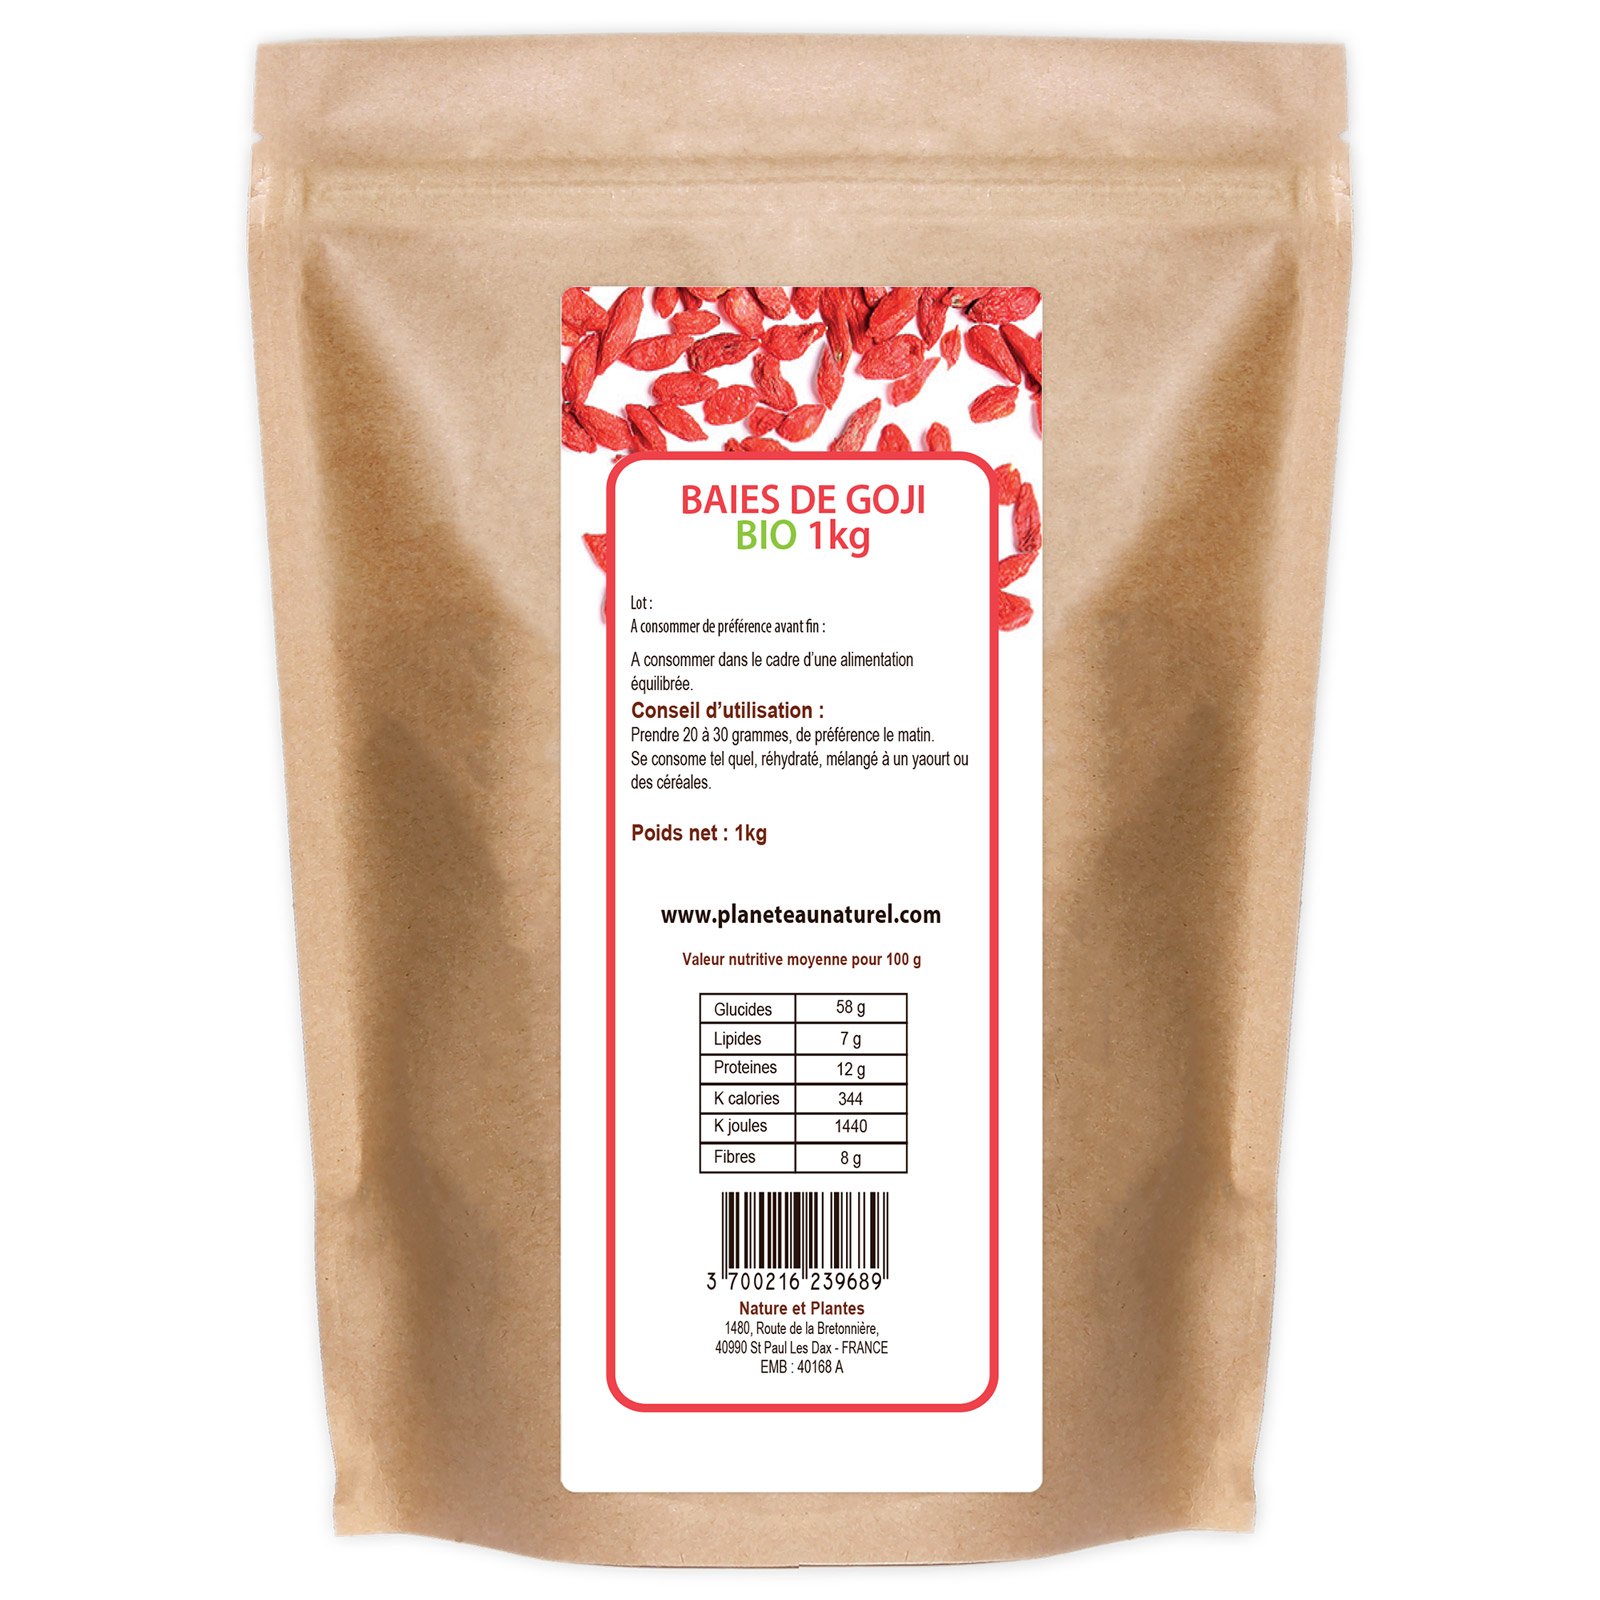 BAIES DE GOJI
BIO 1kg
Lot :
A consommer de préférence avant fin :
A consommer dans le cadre d'une alimentation
équilibrée.
Conseil d'utilisation :
Prendre 20 à 30 grammes, de préférence le matin.
Se consome tel quel, réhydraté, mélangé à un yaourt ou
des céréales.
Poids net : 1kg
www.planeteaunaturel.com
Valeur nutritive moyenne pour 100 g
Glucides 58 g
Lipides 7 g
Proteines 12 g
K calories 344
K joules 1440
Fibres 8 g
3 700216 239689
Nature et Plantes
1480, Route de la Bretonnière,
40990 St Paul Les Dax - FRANCE
EMB : 40168 A